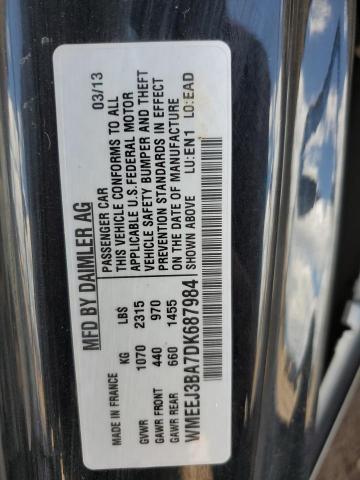 MFD BY DAIMLER AG
PASSENGER CAR 03/13
THIS VEHICLE CONFORMS TO ALL
APPLICABLE U.S.FEDERAL MOTOR
VEHICLE SAFETY BUMPER AND THEFT
PREVENTION STANDARDS IN EFFECT
ON THE DATE OF MANUFACTURE
SHOWN ABOVE LU:EN1 LO:EAD
MADE IN FRANCE KG LBS
GVWR 1070 2315
GAWR FRONT 440 970
GAWR REAR 660 1455
WMEEJ3BA7DK687984